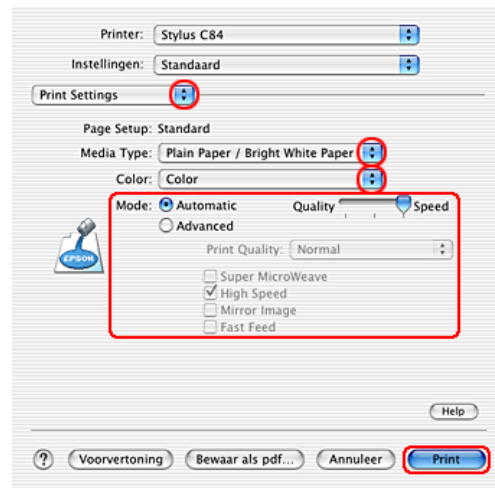 Printer: Stylus C84
Instellingen: Standaard
Print Settings
Page Setup: Standard
Media Type: Plain Paper / Bright White Paper
Color: Color
Mode: Automatic Quality Speed
Advanced
EPSON
Print Quality: Normal
Super MicroWeave
High Speed
Mirror Image
Fast Feed
Help
? Voorvertoning Bewaar als pdf... Annuleer Print